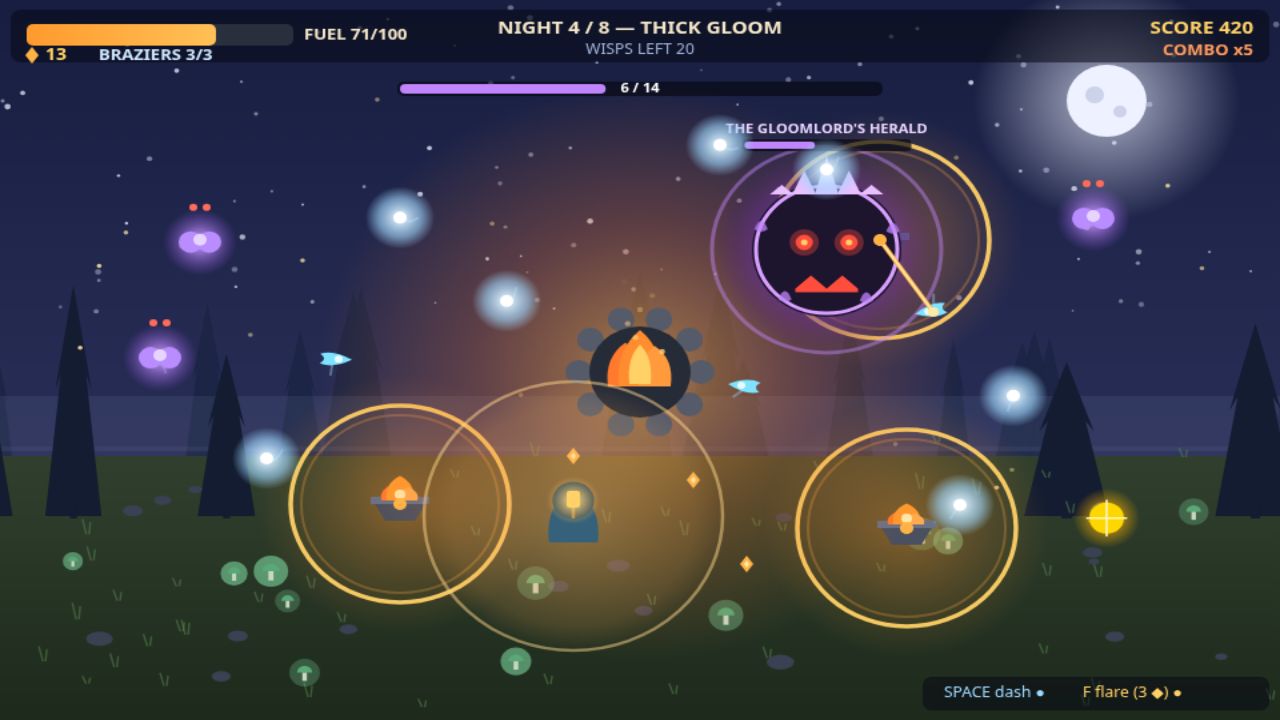 FUEL 71/100
13
BRAZIERS 3/3
NIGHT 4 / 8 — THICK GLOOM
WISPS LEFT 20
SCORE 420
COMBO x5
6 / 14
THE GLOOMLORD'S HERALD
SPACE dash ●
F flare (3 ◆) ●